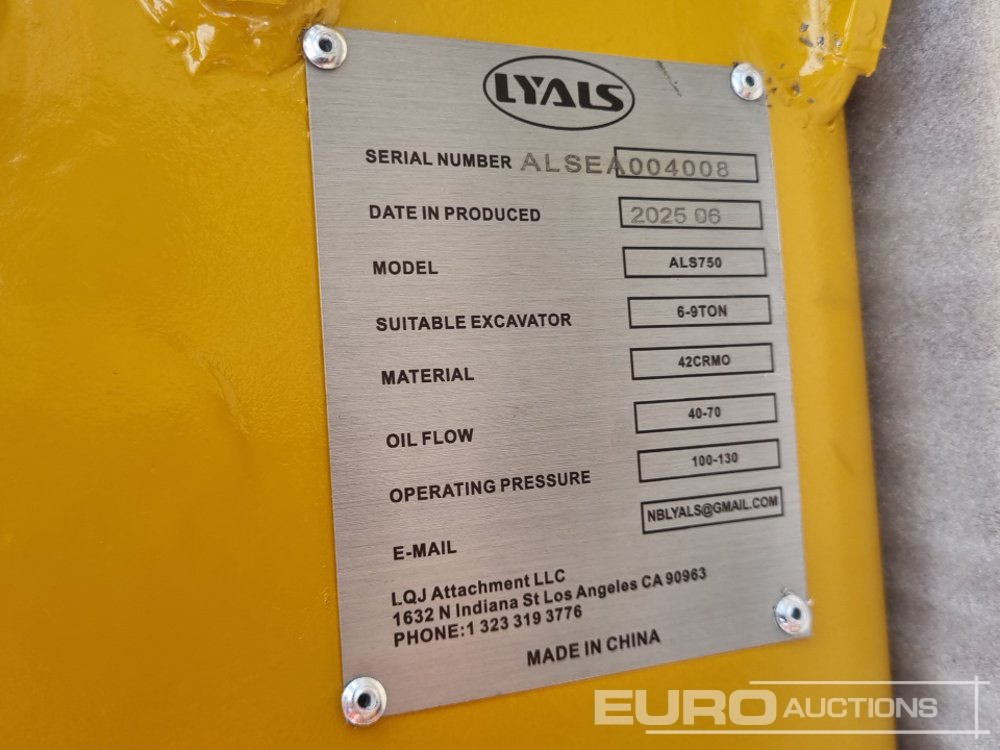 LYALS
SERIAL NUMBER ALSEA004008
DATE IN PRODUCED 2025 06
MODEL ALS750
SUITABLE EXCAVATOR 6-9TON
MATERIAL 42CRMO
OIL FLOW 40-70
OPERATING PRESSURE 100-130
E-MAIL NBLYALS@GMAIL.COM
LQJ Attachment LLC
1632 N Indiana St Los Angeles CA 90963
PHONE:1 323 319 3776
MADE IN CHINA
EURO AUCTIONS